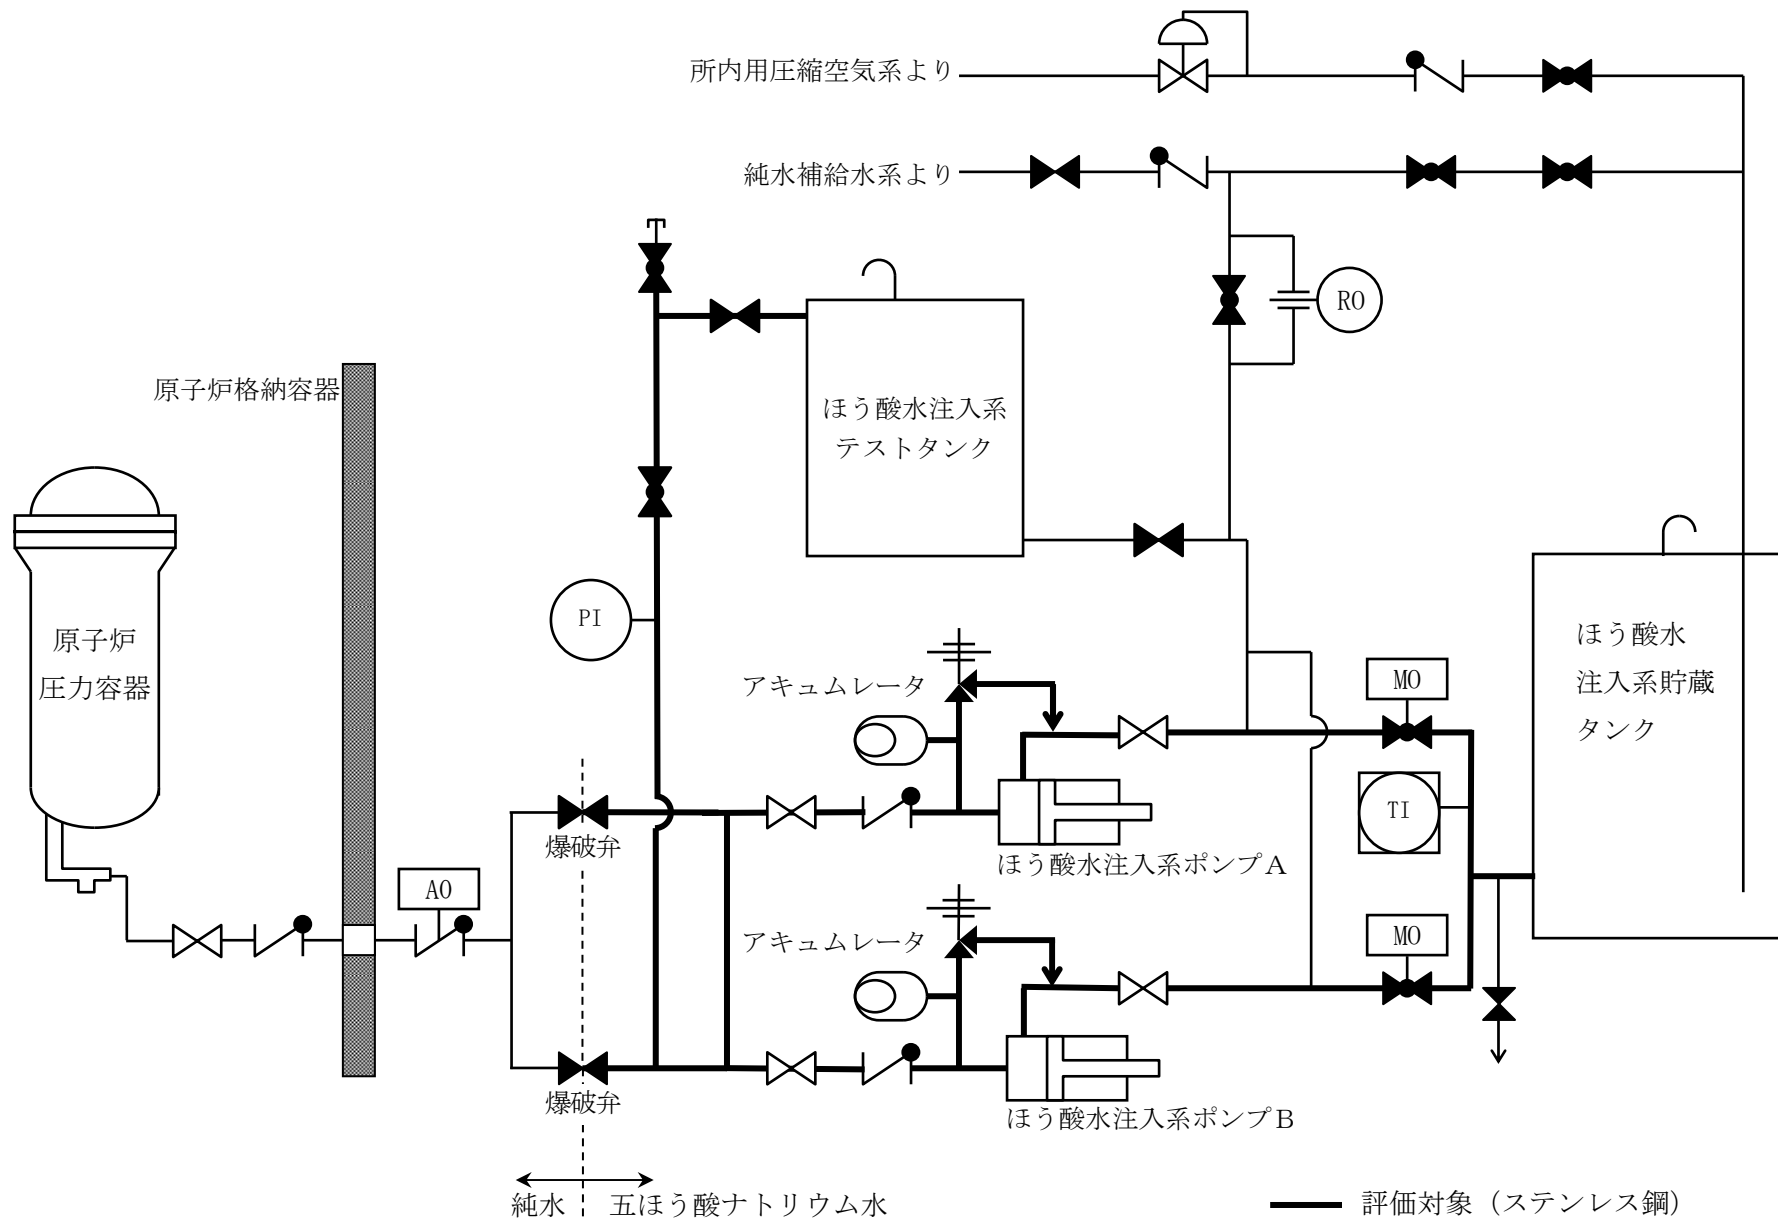 所内用圧縮空気系より
純水補給水系より
RO
原子炉格納容器
ほう酸水注入系
テストタンク
PI
原子炉
圧力容器
アキュムレータ
MO
ほう酸水
注入系貯蔵
タンク
TI
爆破弁
ほう酸水注入系ポンプA
AO
アキュムレータ
MO
爆破弁
ほう酸水注入系ポンプB
純水
五ほう酸ナトリウム水
評価対象（ステンレス鋼）